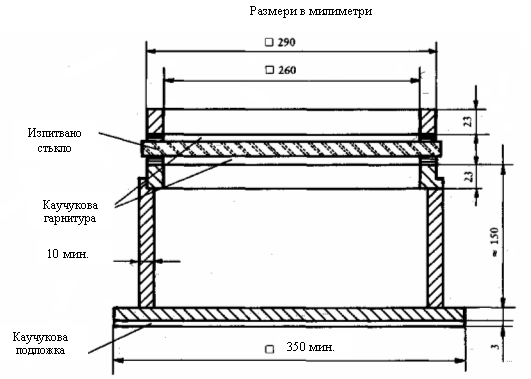 Размери в милиметри
□ 290
□ 260
23
Изпитвано
стъкло
23
Каучукова
гарнитура
≈ 150
10 мин.
Каучукова
подложка
□ 350 мин.
3